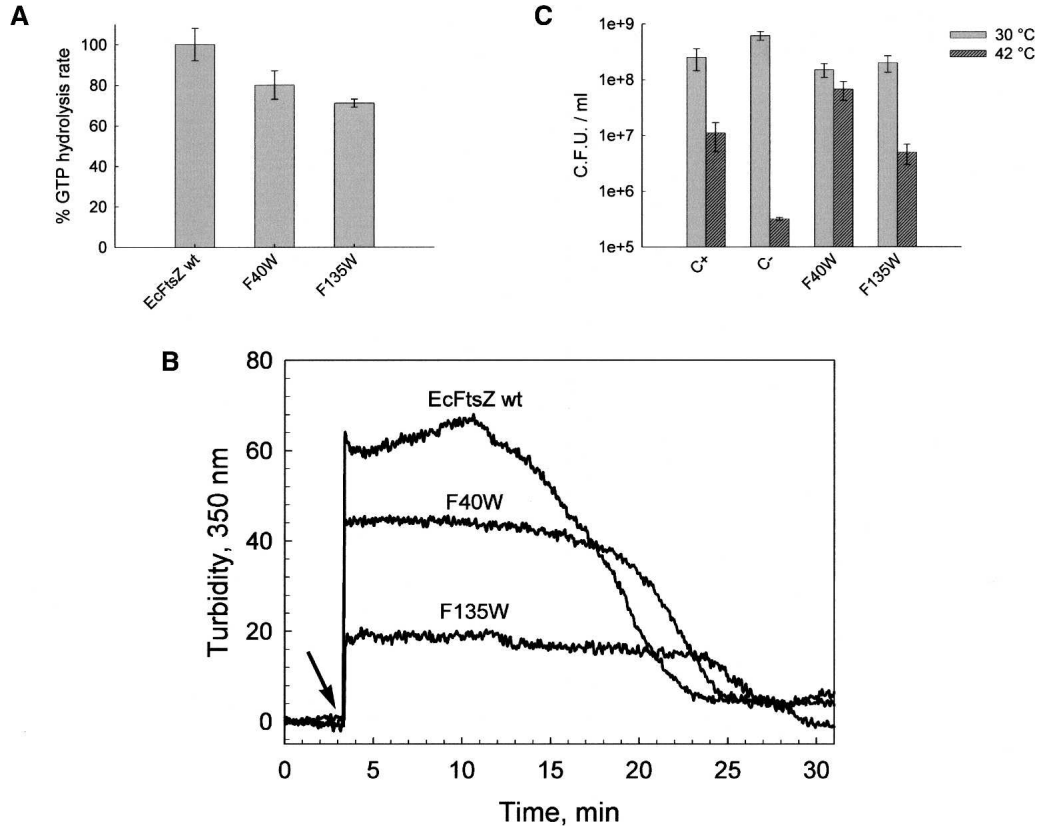 A
% GTP hydrolysis rate
100
80
60
40
20
0
EcFtsZ wt
F40W
F135W
C
C.F.U. / ml
1e+9
1e+8
1e+7
1e+6
1e+5
C+
C-
F40W
F135W
30 °C
42 °C
B
Turbidity, 350 nm
80
60
40
20
0
EcFtsZ wt
F40W
F135W
0 5 10 15 20 25 30
Time, min